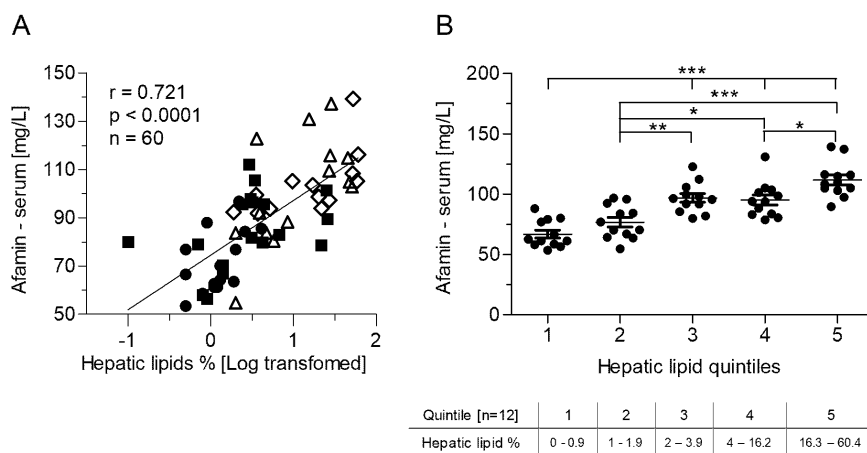 A
Afamin - serum [mg/L]
150
130
110
90
70
50
r = 0.721
p < 0.0001
n = 60
-1
0
1
2
Hepatic lipids % [Log transfomed]
B
Afamin - serum [mg/L]
200
150
100
50
0
***
***
*
**
*
1
2
3
4
5
Hepatic lipid quintiles
Quintile [n=12] 1 2 3 4 5
Hepatic lipid % 0 - 0.9 1 - 1.9 2 – 3.9 4 – 16.2 16.3 – 60.4